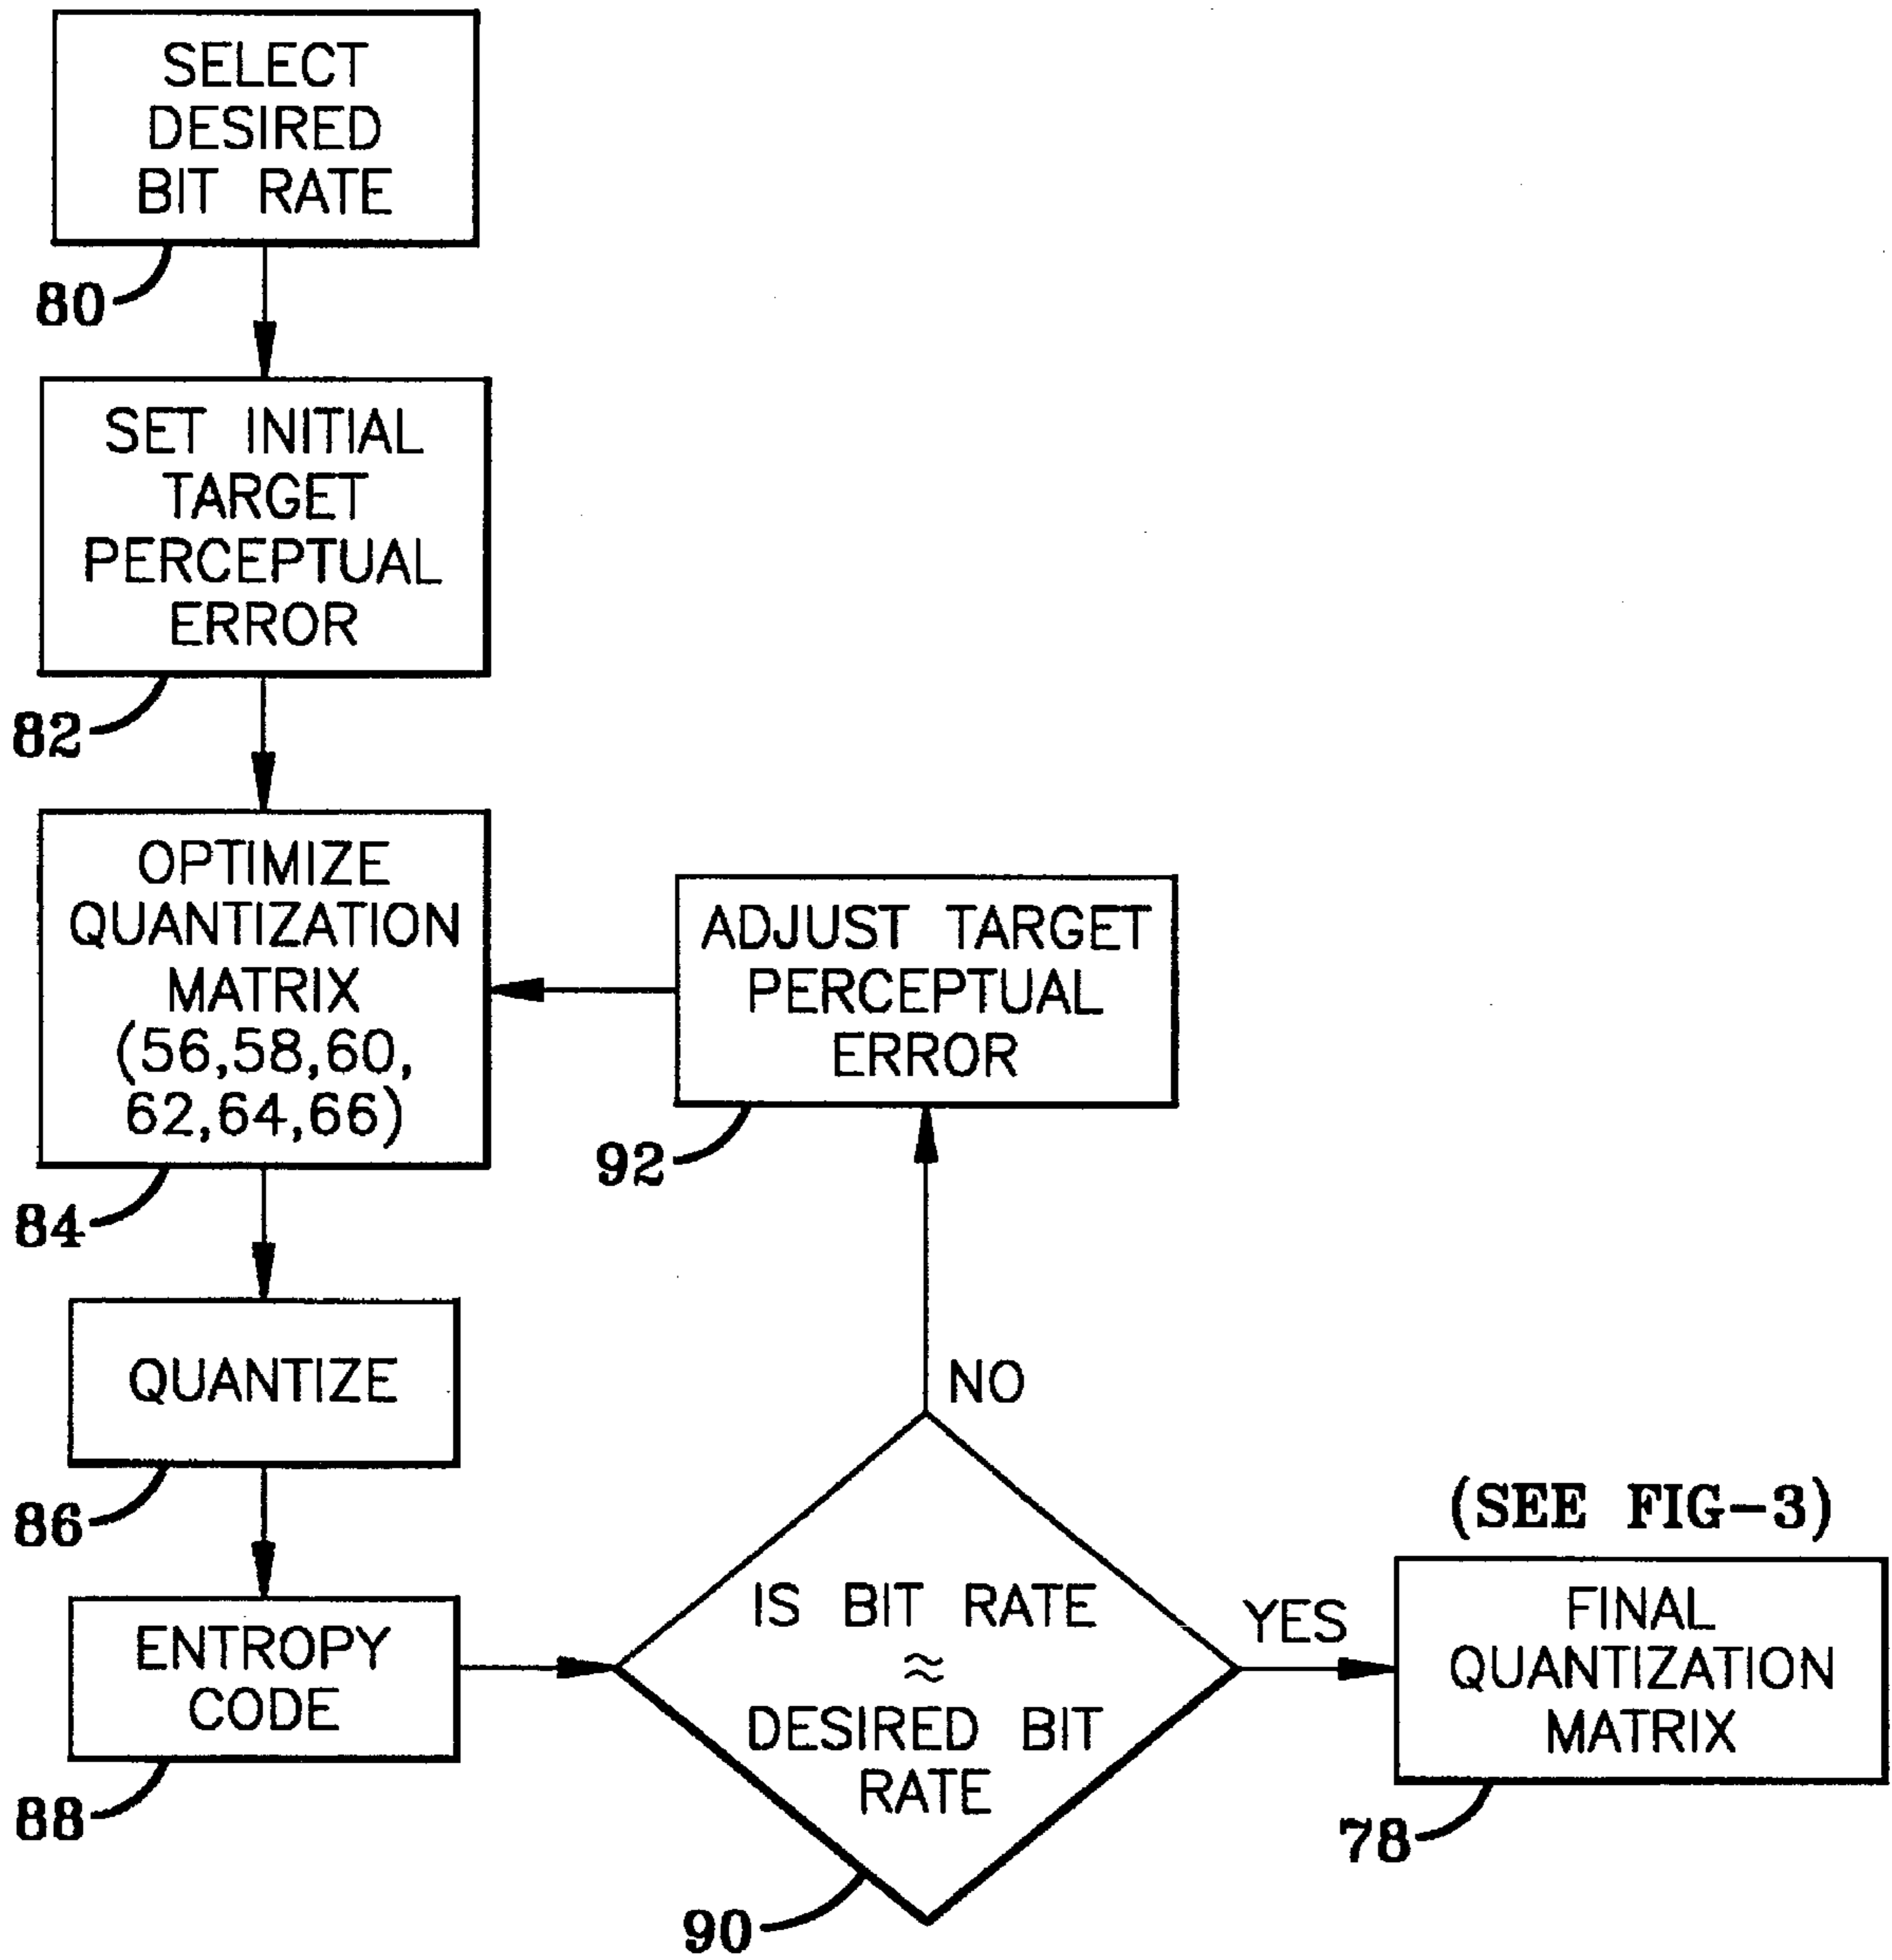 SELECT
DESIRED
BIT RATE
80
SET INITIAL
TARGET
PERCEPTUAL
ERROR
82
OPTIMIZE
QUANTIZATION
MATRIX
(56,58,60,
62,64,66)
84
ADJUST TARGET
PERCEPTUAL
ERROR
92
QUANTIZE
86
NO
ENTROPY
CODE
88
IS BIT RATE
≈
DESIRED BIT
RATE
90
YES
(SEE FIG-3)
FINAL
QUANTIZATION
MATRIX
78